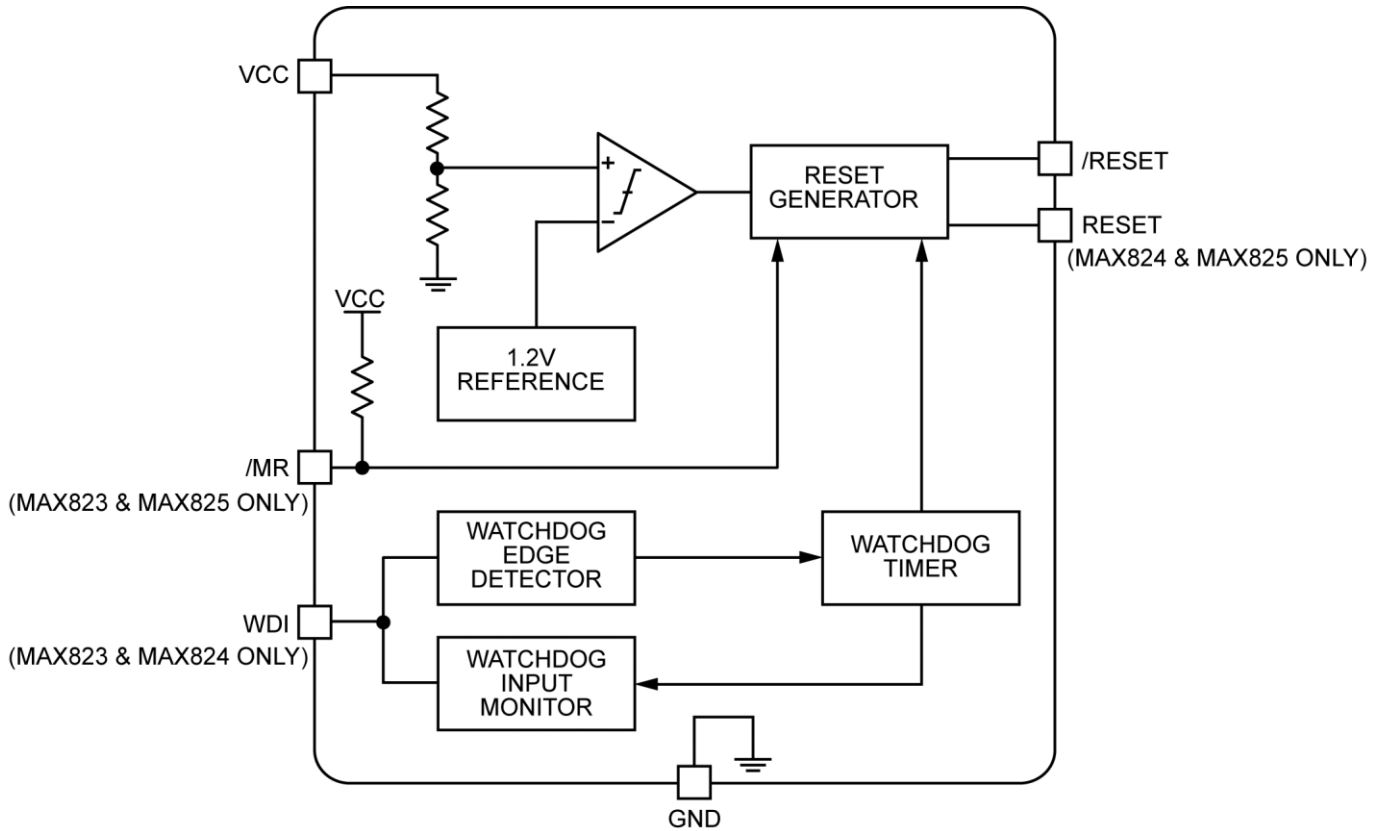 VCC
/RESET
RESET
GENERATOR
RESET
(MAX824 & MAX825 ONLY)
VCC
1.2V
REFERENCE
/MR
(MAX823 & MAX825 ONLY)
WATCHDOG
EDGE
DETECTOR
WATCHDOG
TIMER
WDI
(MAX823 & MAX824 ONLY)
WATCHDOG
INPUT
MONITOR
GND
+
−